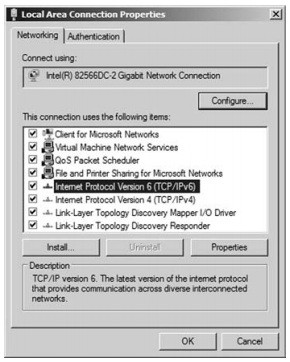 Local Area Connection Properties
Networking
Authentication
Connect using:
Intel(R) 82566DC-2 Gigabit Network Connection
Configure...
This connection uses the following items:
Client for Microsoft Networks
Virtual Machine Network Services
QoS Packet Scheduler
File and Printer Sharing for Microsoft Networks
Internet Protocol Version 6 (TCP/IPv6)
Internet Protocol Version 4 (TCP/IPv4)
Link-Layer Topology Discovery Mapper I/O Driver
Link-Layer Topology Discovery Responder
Install...
Uninstall
Properties
Description
TCP/IP version 6. The latest version of the internet protocol
that provides communication across diverse interconnected
networks.
OK
Cancel